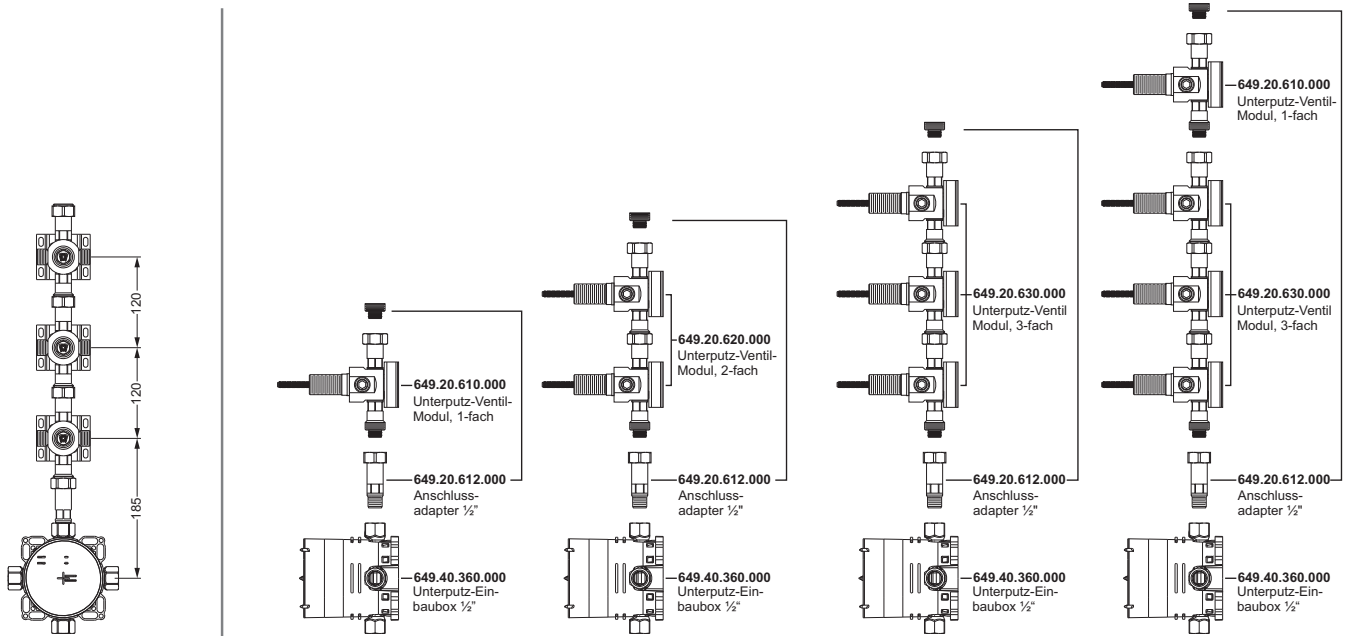 120
120
185
649.20.610.000
Unterputz-Ventil-
Modul, 1-fach
649.20.612.000
Anschluss-
adapter ½"
649.40.360.000
Unterputz-Ein-
baubox ½“
649.20.620.000
Unterputz-Ventil-
Modul, 2-fach
649.20.612.000
Anschluss-
adapter ½"
649.40.360.000
Unterputz-Ein-
baubox ½“
649.20.630.000
Unterputz-Ventil
Modul, 3-fach
649.20.612.000
Anschluss-
adapter ½"
649.40.360.000
Unterputz-Ein-
baubox ½“
649.20.610.000
Unterputz-Ventil-
Modul, 1-fach
649.20.630.000
Unterputz-Ventil
Modul, 3-fach
649.20.612.000
Anschluss-
adapter ½"
649.40.360.000
Unterputz-Ein-
baubox ½“